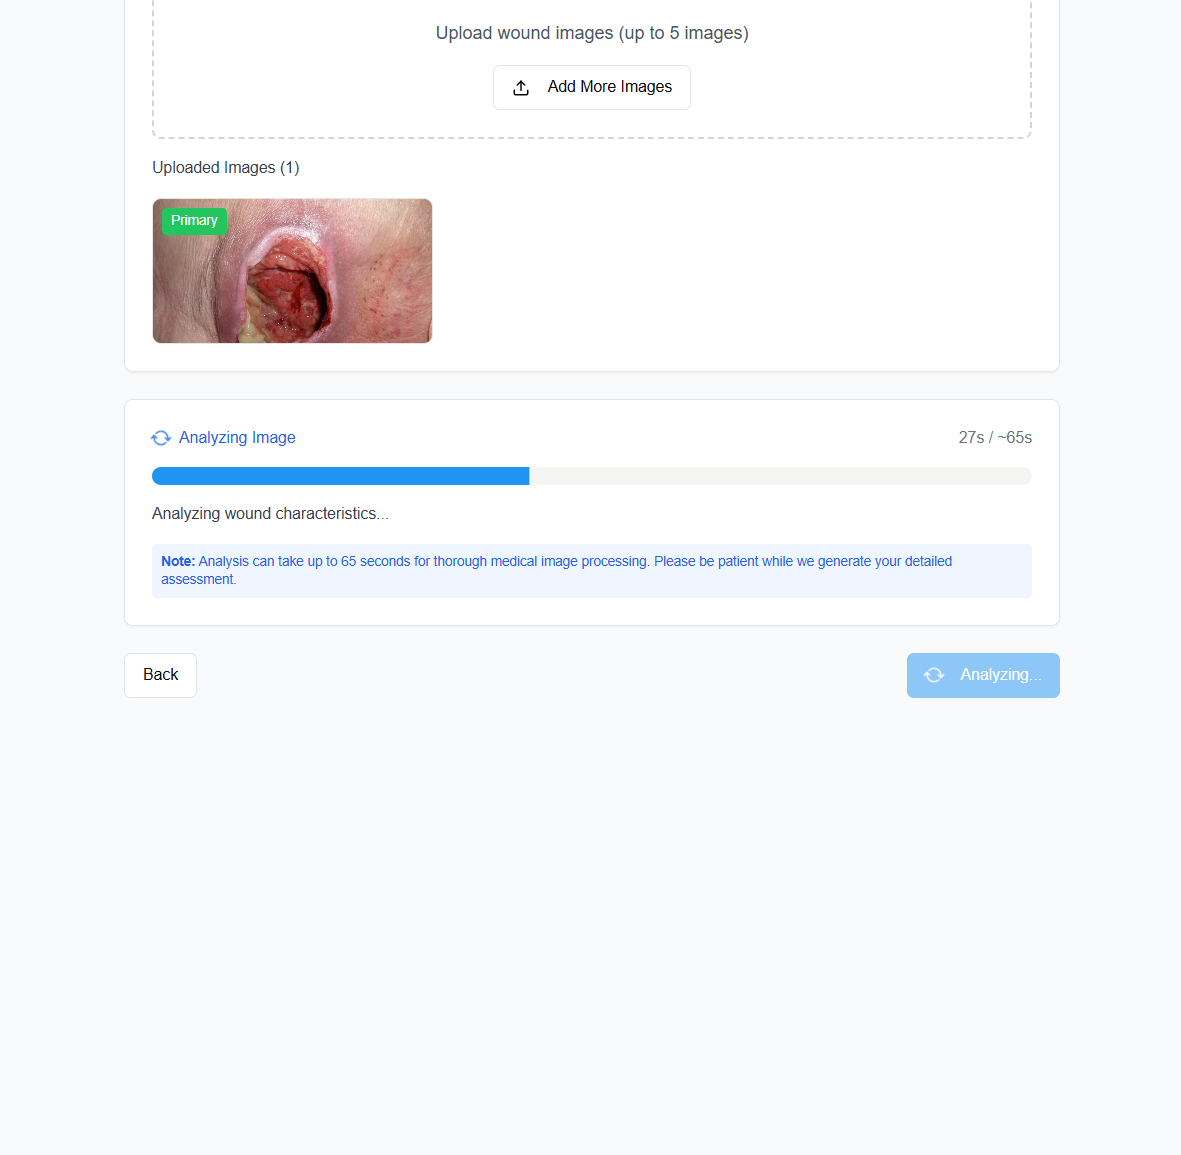 Upload wound images (up to 5 images)
Add More Images
Uploaded Images (1)
Primary
Analyzing Image
27s / ~65s
Analyzing wound characteristics...
Note: Analysis can take up to 65 seconds for thorough medical image processing. Please be patient while we generate your detailed
assessment.
Back
Analyzing...